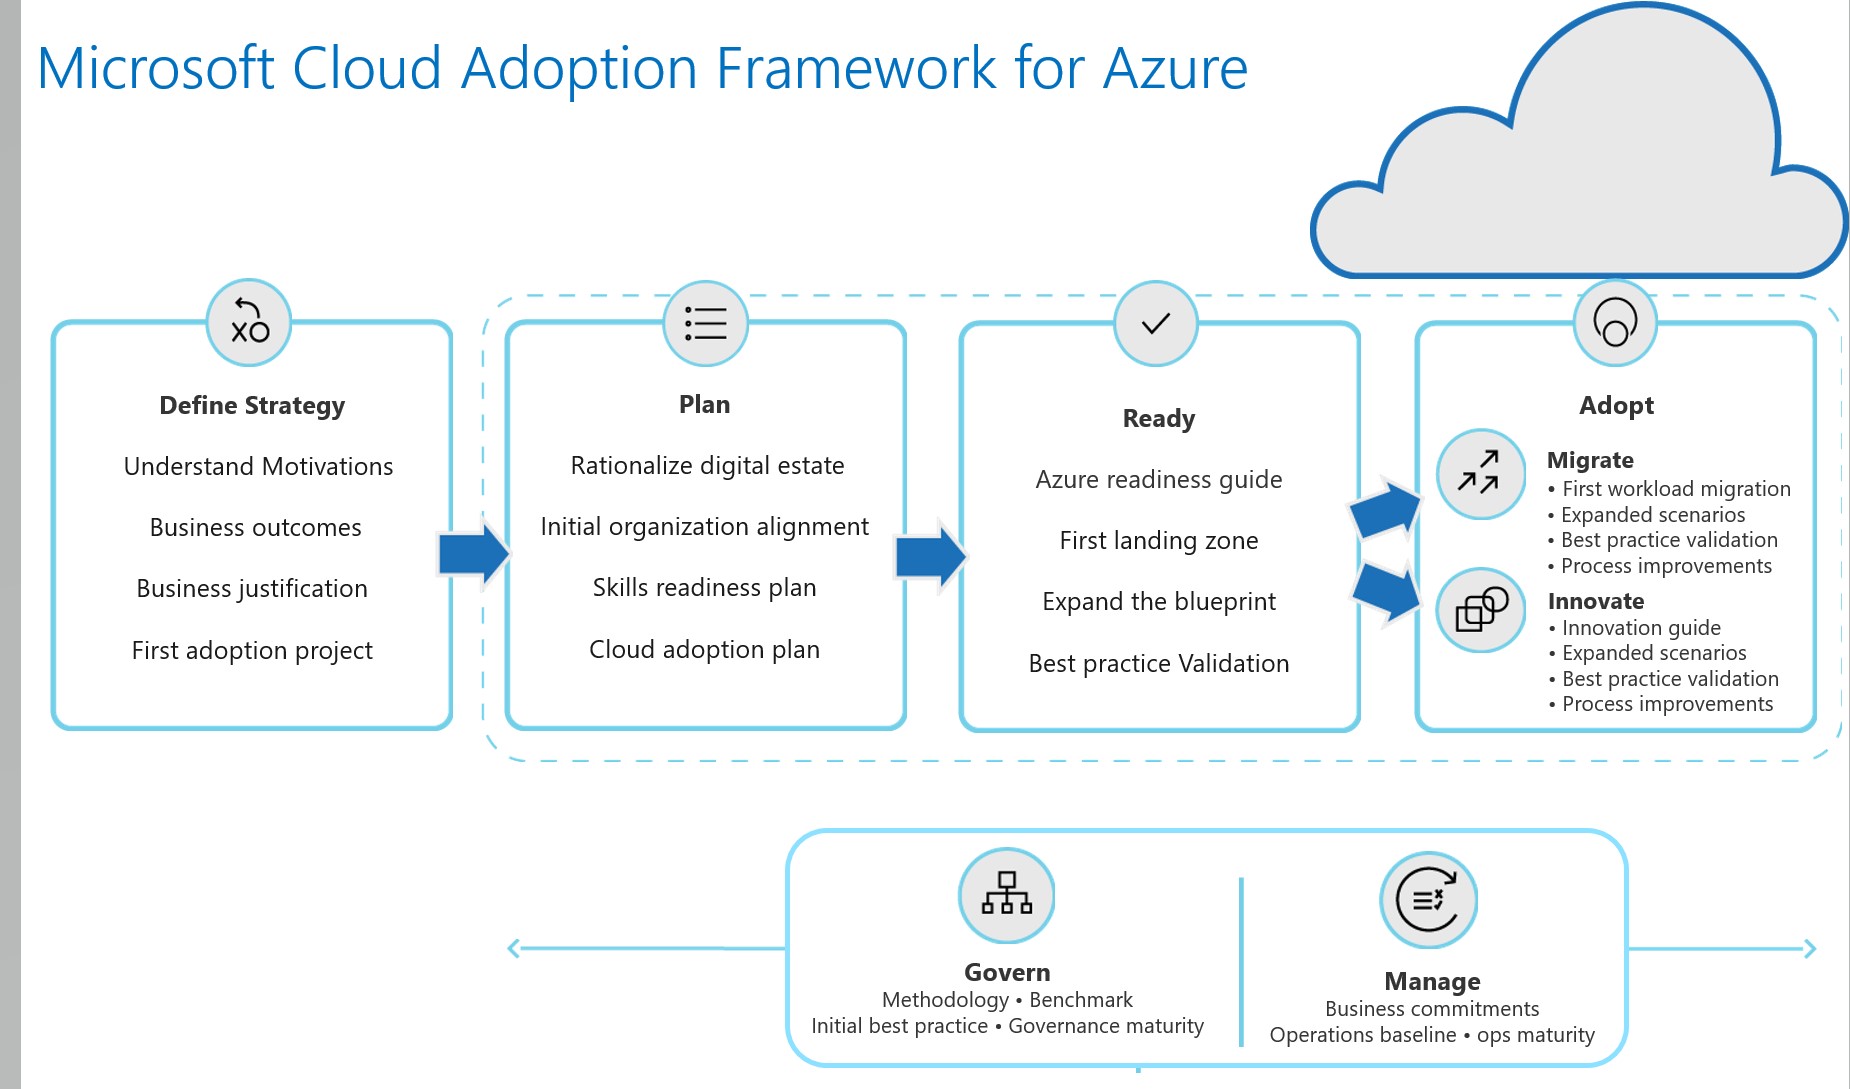 Microsoft Cloud Adoption Framework for Azure
Define Strategy
Understand Motivations
Business outcomes
Business justification
First adoption project
Plan
Rationalize digital estate
Initial organization alignment
Skills readiness plan
Cloud adoption plan
Ready
Azure readiness guide
First landing zone
Expand the blueprint
Best practice Validation
Adopt
Migrate
• First workload migration
• Expanded scenarios
• Best practice validation
• Process improvements
Innovate
• Innovation guide
• Expanded scenarios
• Best practice validation
• Process improvements
Govern
Methodology • Benchmark
Initial best practice • Governance maturity
Manage
Business commitments
Operations baseline • ops maturity